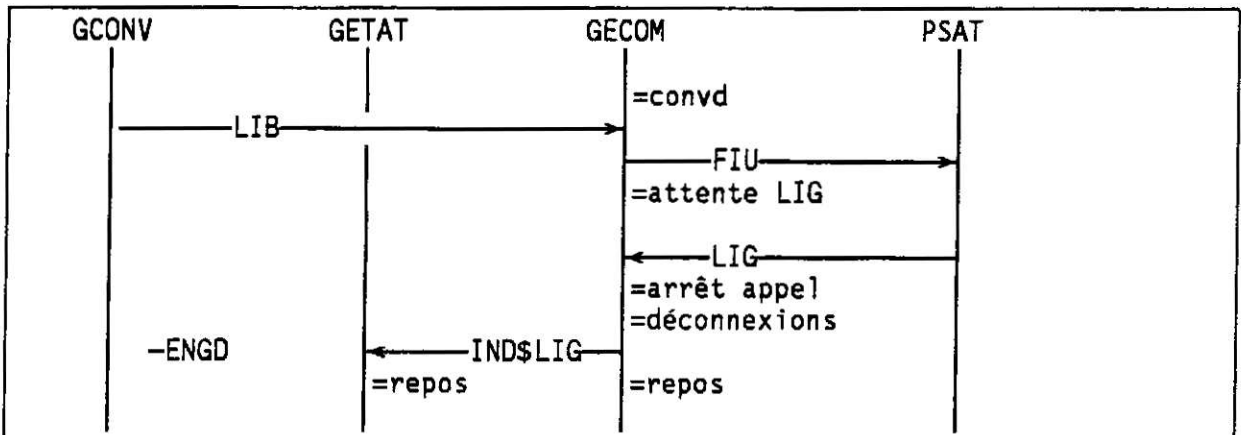 GCONV GETAT GECOM PSAT
=convd
LIB
FIU
=attente LIG
LIG
=arrêt appel
=déconnexions
-ENGD IND$LIG
=repos =repos